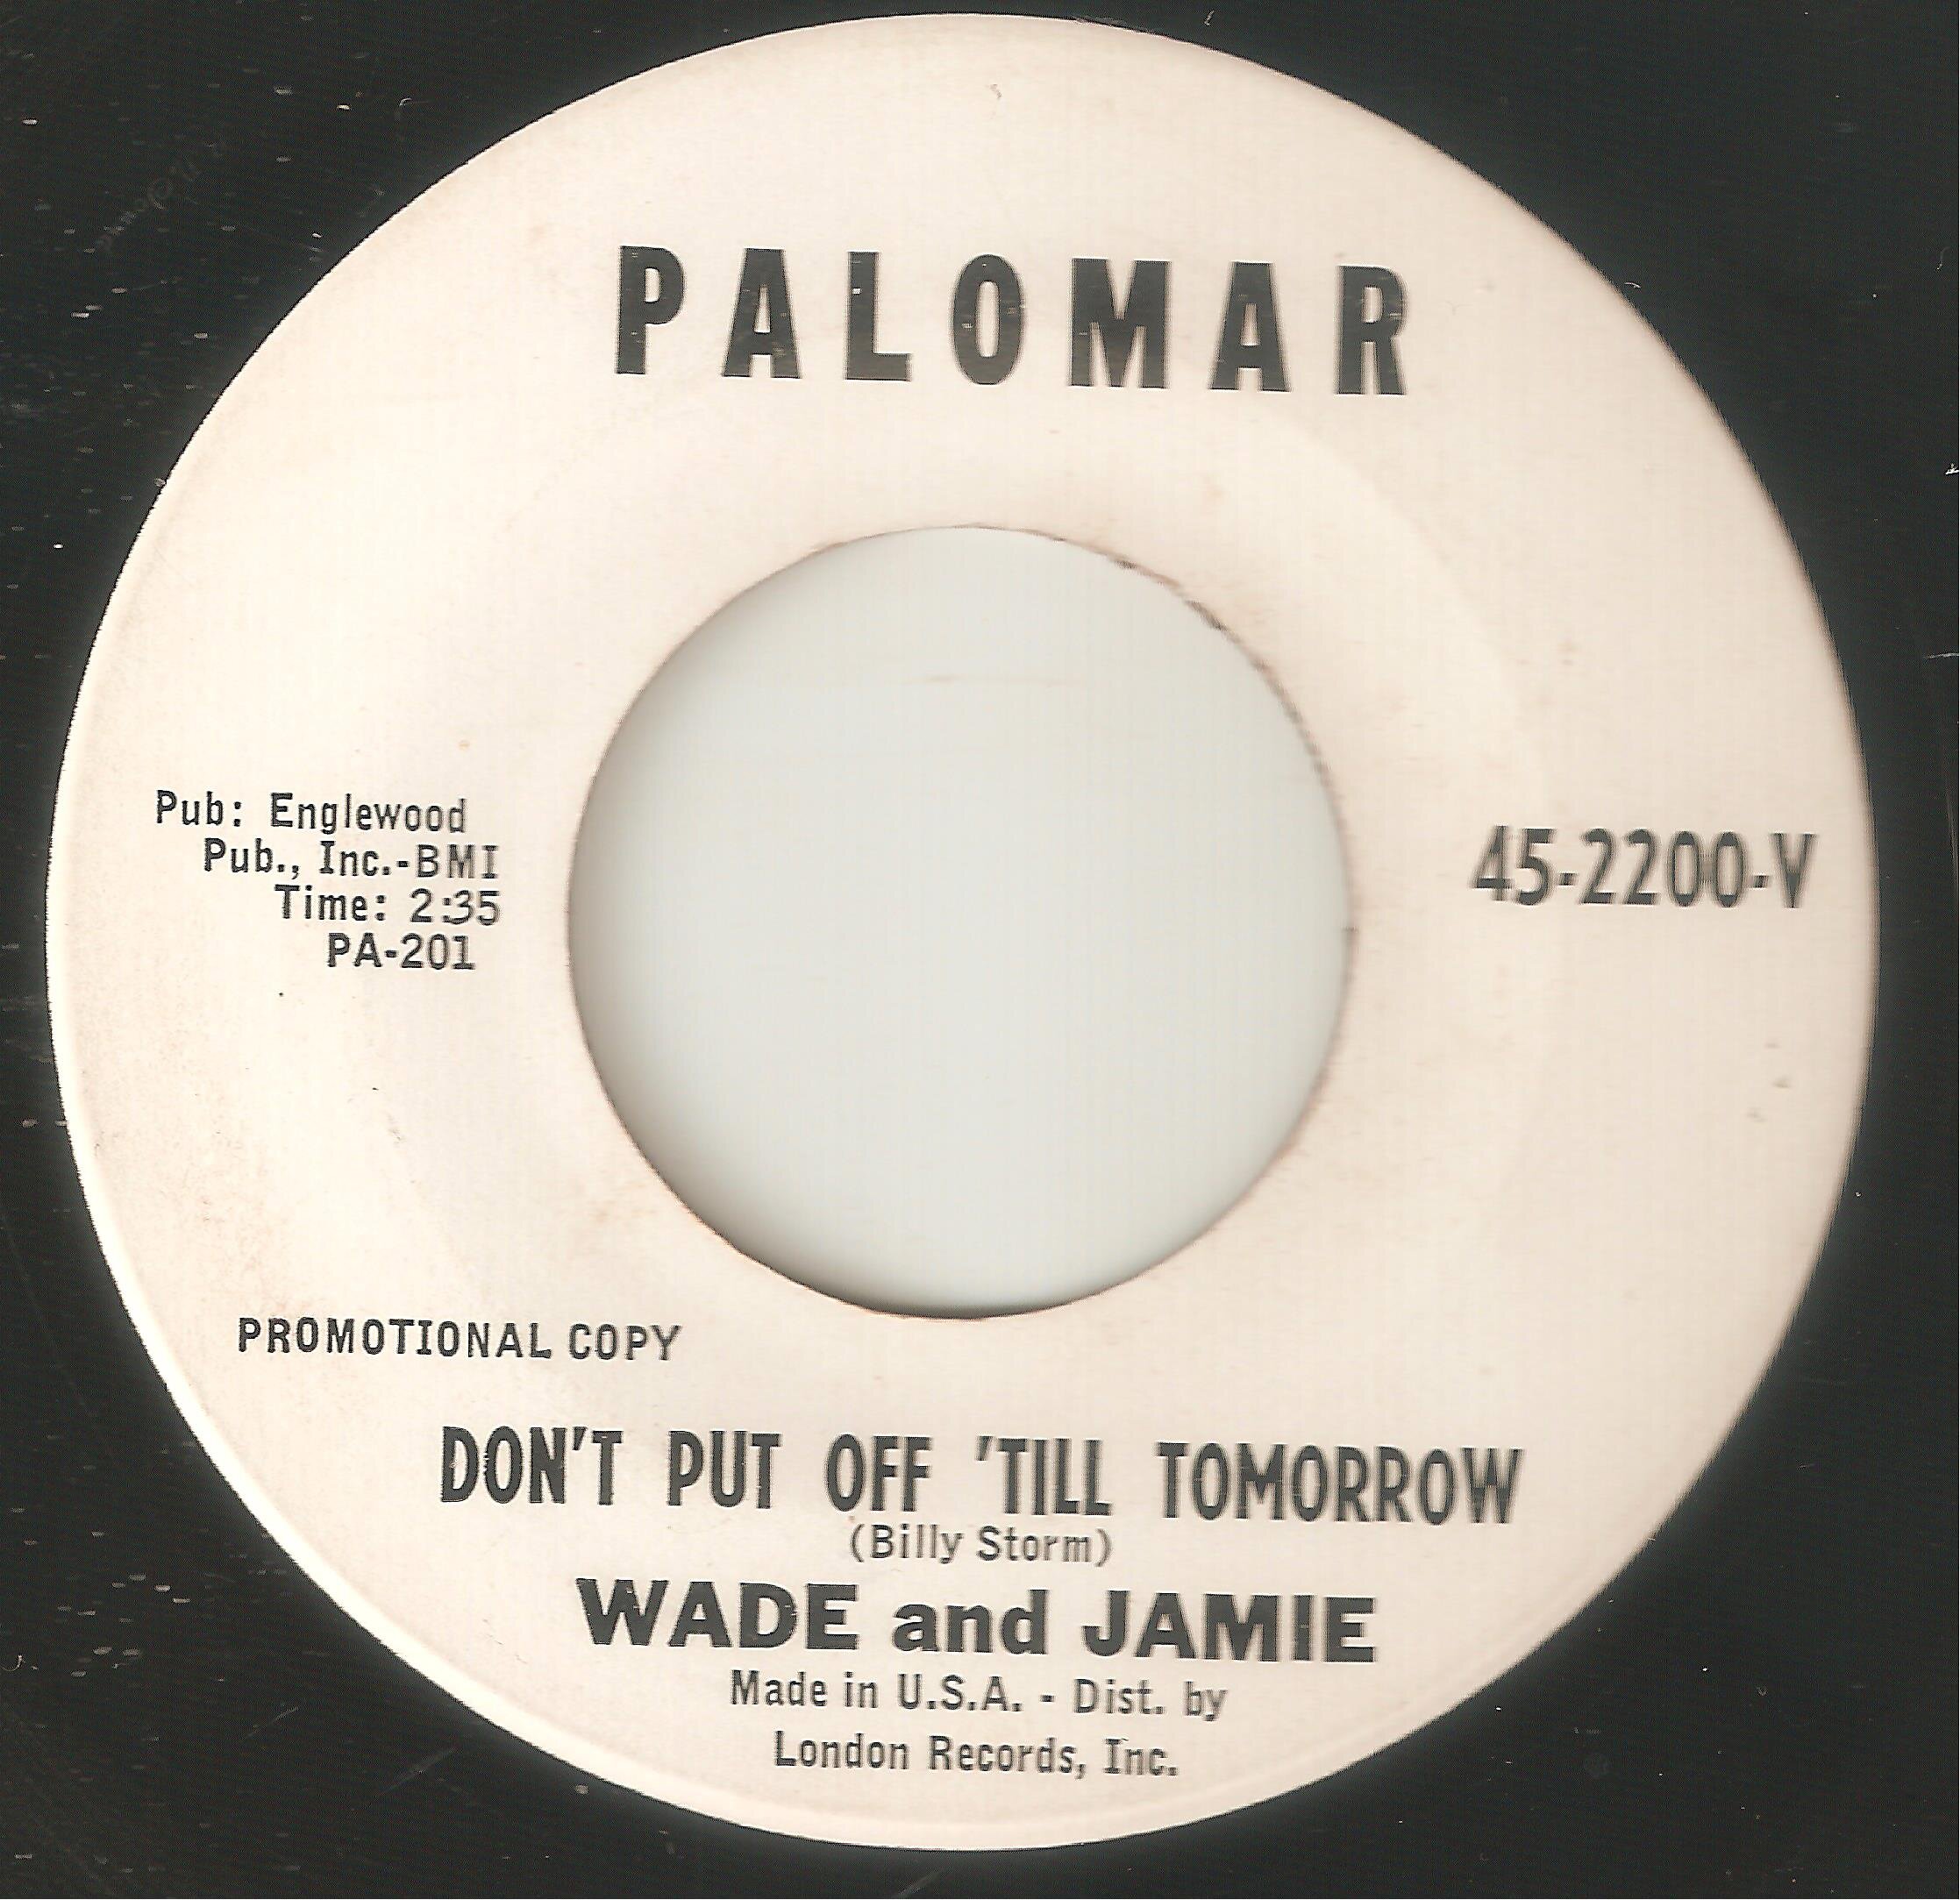 PALOMAR
Pub: Englewood
Pub., Inc.-BMI
Time: 2:35
PA-201
45-2200-V
PROMOTIONAL COPY
DON'T PUT OFF 'TILL TOMORROW
(Billy Storm)
WADE and JAMIE
Made in U.S.A. - Dist. by
London Records, Inc.